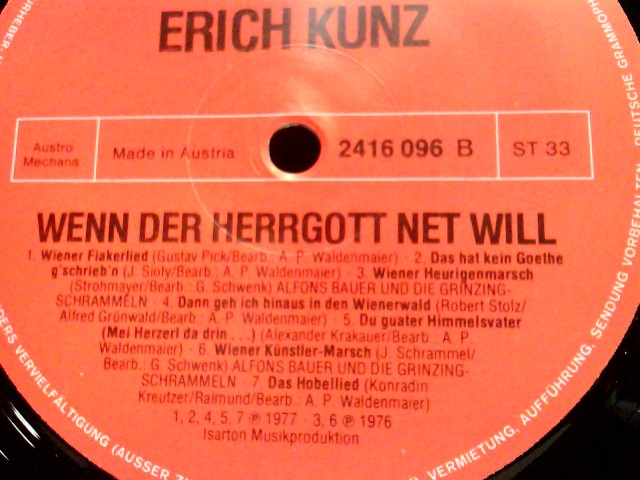 ERICH KUNZ
Austro
Mechana
Made in Austria
2416 096 B
ST 33
WENN DER HERRGOTT NET WILL
1. Wiener Fiakerlied (Gustav Pick/Bearb.: A. P. Waldenmaier) · 2. Das hat kein Goethe
g'schrieb'n (J. Sioly/Bearb.: A. P. Waldenmaier) · 3. Wiener Heurigenmarsch
(Strohmayer/Bearb.: G. Schwenk) ALFONS BAUER UND DIE GRINZING-
SCHRAMMELN · 4. Dann geh ich hinaus in den Wienerwald (Robert Stolz/
Alfred Grünwald/Bearb.: A. P. Waldenmaier) · 5. Du guater Himmelsvater
(Mei Herzerl da drin . . .) (Alexander Krakauer/Bearb.: A. P.
Waldenmaier) · 6. Wiener Künstler-Marsch (J. Schrammel/
Bearb.: G. Schwenk) ALFONS BAUER UND DIE GRINZING-
SCHRAMMELN · 7. Das Hobellied (Konradin
Kreutzer/Raimund/Bearb.: A. P. Waldenmaier)
1, 2, 4, 5, 7 ℗ 1977 · 3, 6 ℗ 1976
Isarton Musikproduktion
DEUTSCHE GRAMMOPH
VORBEHALTEN
SENDUNG
AUFFÜHRUNG,
VERMIETUNG,
VERVIELFÄLTIGUNG (AUSSER
URHEBER-